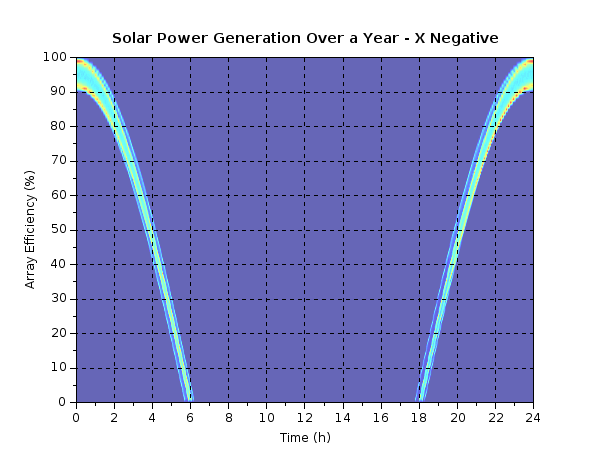 Solar Power Generation Over a Year - X Negative
100
90
80
70
60
50
40
30
20
10
0
Array Efficiency (%)
0 2 4 6 8 10 12 14 16 18 20 22 24
Time (h)